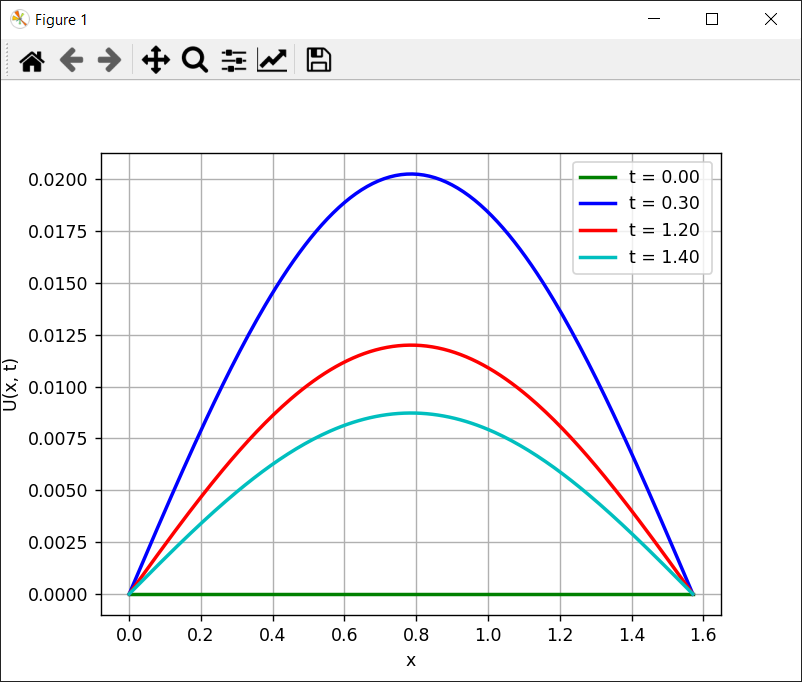 Figure 1
t = 0.00
t = 0.30
t = 1.20
t = 1.40
0.0200
0.0175
0.0150
0.0125
0.0100
0.0075
0.0050
0.0025
0.0000
U(x, t)
0.0 0.2 0.4 0.6 0.8 1.0 1.2 1.4 1.6
x